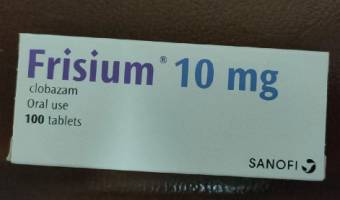 Frisium® 10 mg
clobazam
Oral use
100 tablets
SANOFI